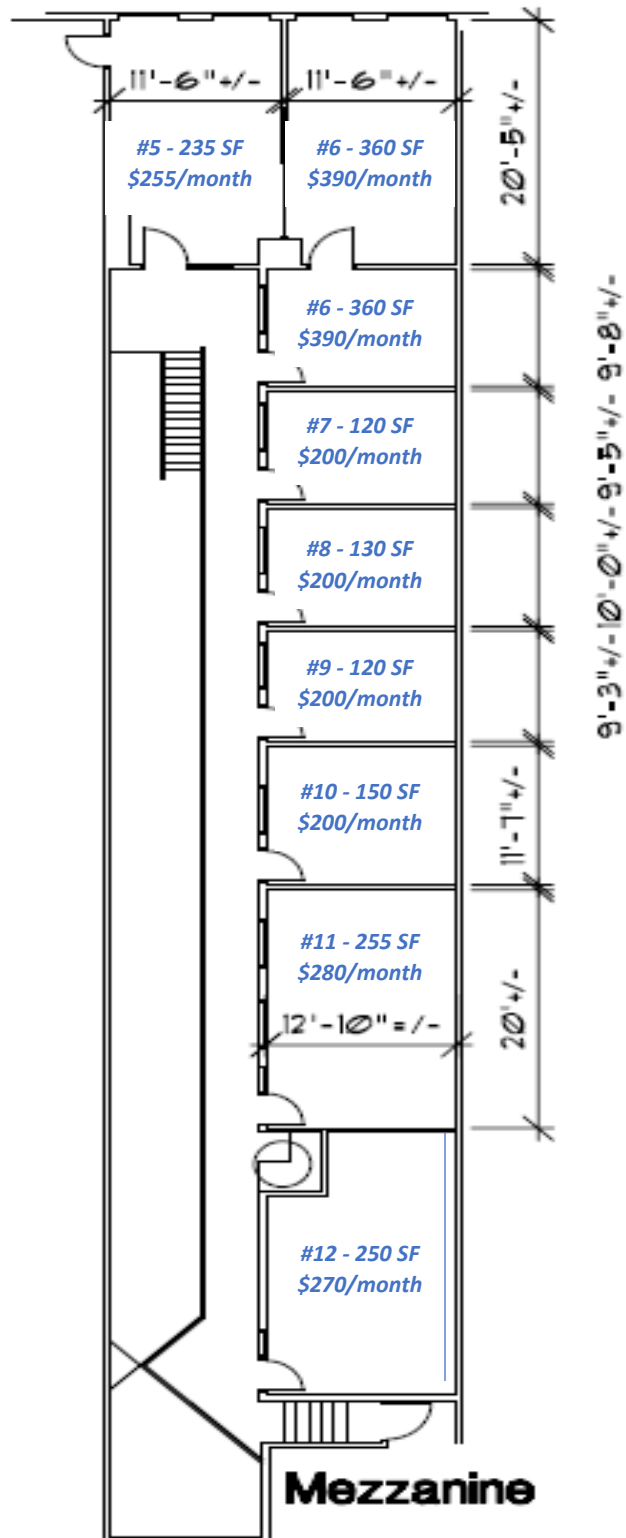 11'-6"+/- 11'-6"+/-
#5 - 235 SF
$255/month
#6 - 360 SF
$390/month
20'-5"+/-
#6 - 360 SF
$390/month
9'-8"+/-
#7 - 120 SF
$200/month
9'-5"+/-
#8 - 130 SF
$200/month
10'-0"+/-
#9 - 120 SF
$200/month
9'-3"+/-
#10 - 150 SF
$200/month
11'-7"+/-
#11 - 255 SF
$280/month
12'-10"=/-
20'+/-
#12 - 250 SF
$270/month
Mezzanine